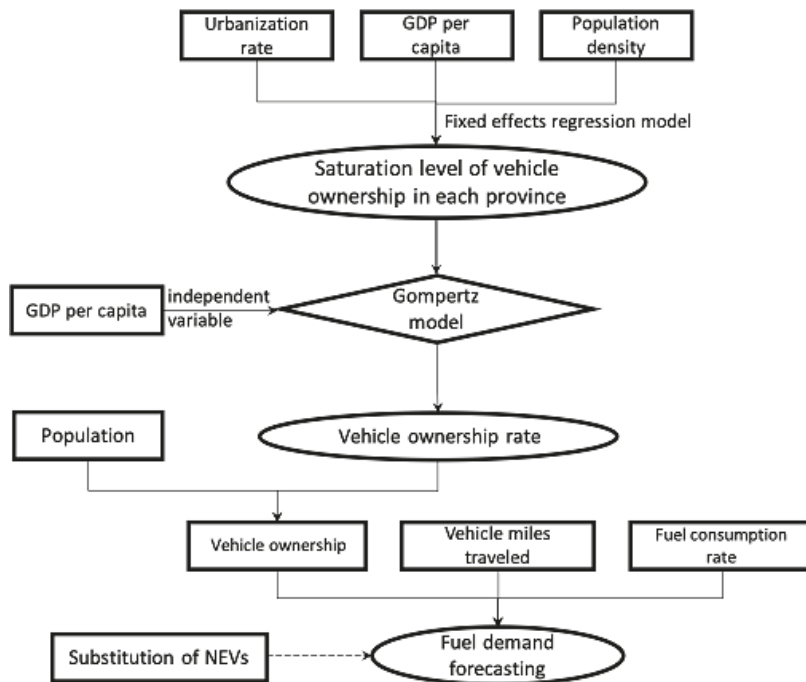 Urbanization
rate
GDP per
capita
Population
density
Fixed effects regression model
Saturation level of vehicle
ownership in each province
GDP per capita
independent
variable
Gompertz
model
Population
Vehicle ownership rate
Vehicle ownership
Vehicle miles
traveled
Fuel consumption
rate
Substitution of NEVs
Fuel demand
forecasting